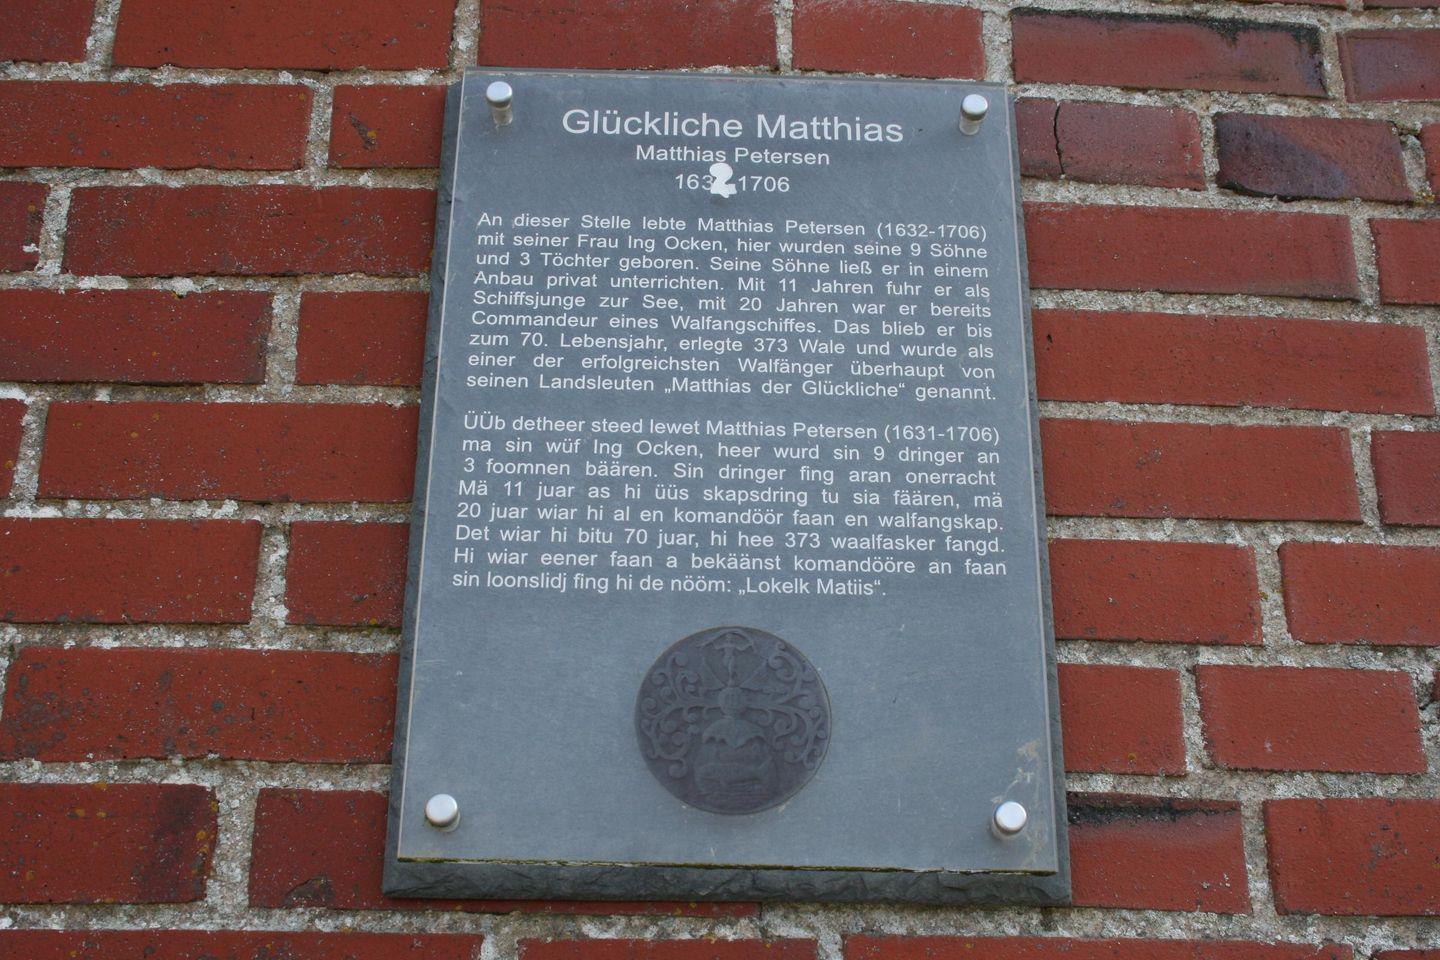 Glückliche Matthias
Matthias Petersen
1632-1706
An dieser Stelle lebte Matthias Petersen (1632-1706)
mit seiner Frau Ing Ocken, hier wurden seine 9 Söhne
und 3 Töchter geboren. Seine Söhne ließ er in einem
Anbau privat unterrichten. Mit 11 Jahren fuhr er als
Schiffsjunge zur See, mit 20 Jahren war er bereits
Commandeur eines Walfangschiffes. Das blieb er bis
zum 70. Lebensjahr, erlegte 373 Wale und wurde als
einer der erfolgreichsten Walfänger überhaupt von
seinen Landsleuten „Matthias der Glückliche“ genannt.
ÜÜb detheer steed lewet Matthias Petersen (1631-1706)
ma sin wüf Ing Ocken, heer wurd sin 9 dringer an
3 foomnen bäären. Sin dringer fing aran onerracht
Mä 11 juar as hi üüs skapsdring tu sia fäären, mä
20 juar wiar hi al en komandöör faan en walfangskap.
Det wiar hi bitu 70 juar, hi hee 373 waalfasker fangd.
Hi wiar eener faan a bekäänst komandööre an faan
sin loonslidj fing hi de nööm: „Lokelk Matiis“.